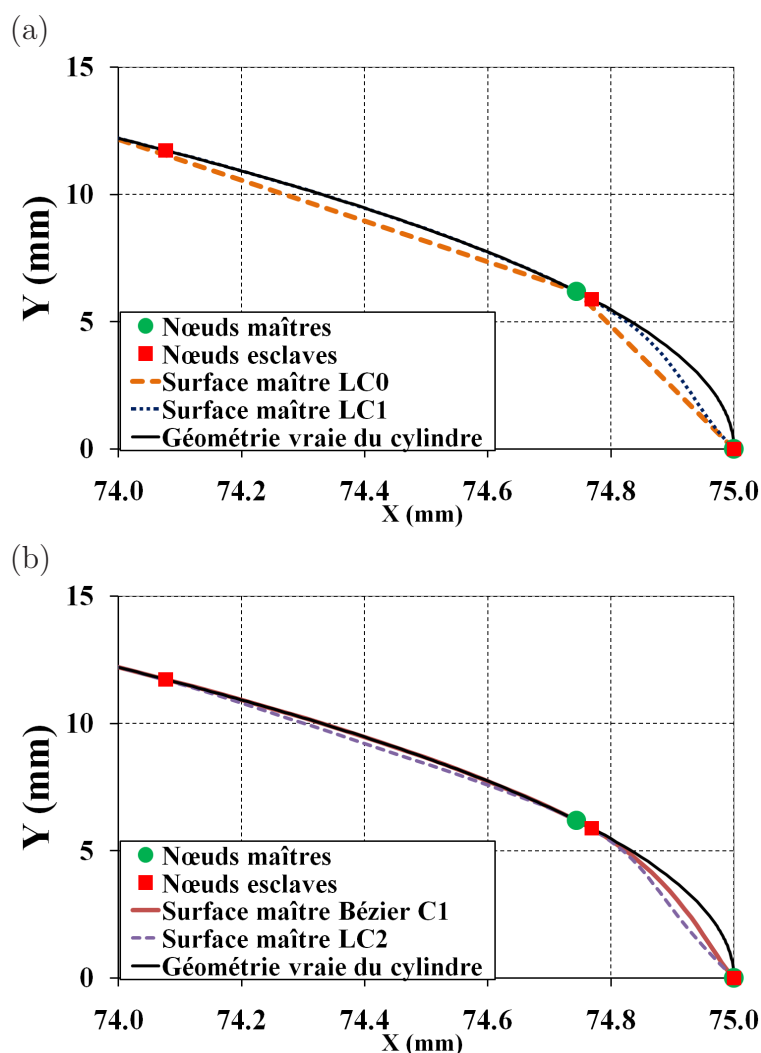 (a)
15
10
5
0
Y (mm)
Nœuds maîtres
Nœuds esclaves
Surface maître LC0
Surface maître LC1
Géométrie vraie du cylindre
74.0 74.2 74.4 74.6 74.8 75.0
X (mm)
(b)
15
10
5
0
Y (mm)
Nœuds maîtres
Nœuds esclaves
Surface maître Bézier C1
Surface maître LC2
Géométrie vraie du cylindre
74.0 74.2 74.4 74.6 74.8 75.0
X (mm)